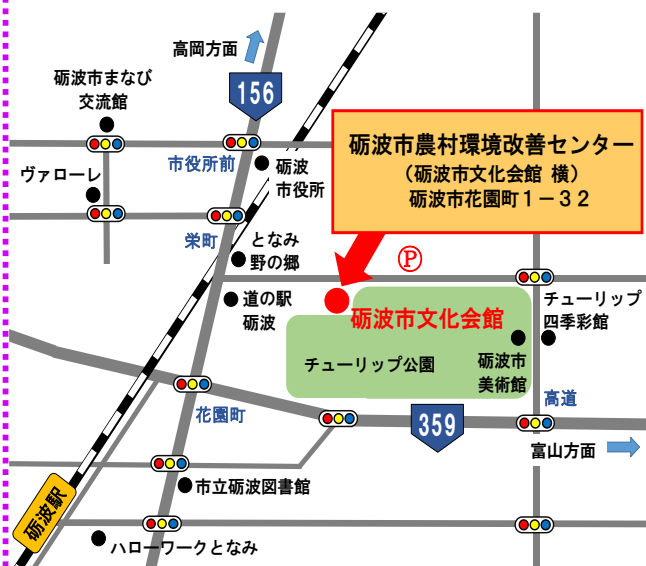 高岡方面
砺波市まなび
交流館
156
砺波市農村環境改善センター
（砺波市文化会館 横）
砺波市花園町１－３２
市役所前
砺波
市役所
ヴァローレ
栄町
となみ
野の郷
Ⓟ
道の駅
砺波
チューリップ
四季彩館
砺波市文化会館
チューリップ公園
砺波市
美術館
高道
花園町
359
富山方面
市立砺波図書館
砺波駅
ハローワークとなみ